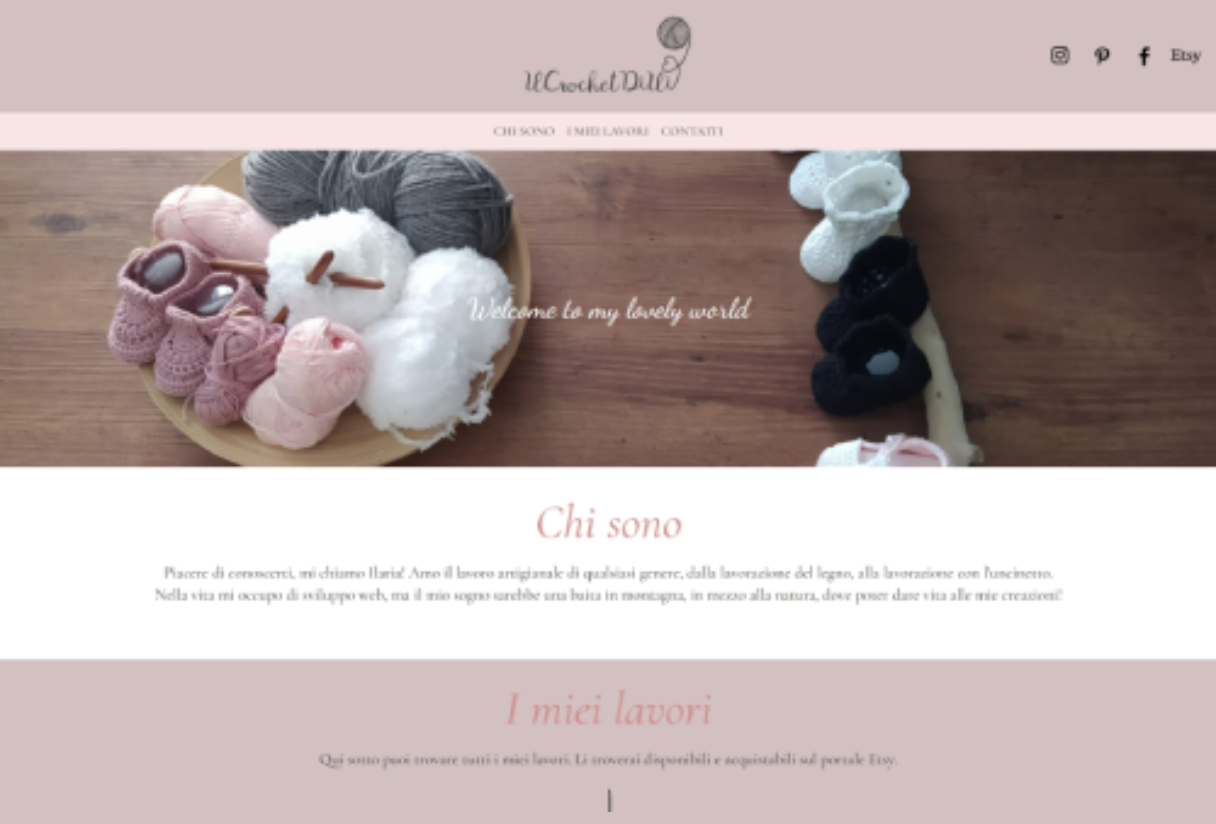 Etsy
CHI SONO I MIEI LAVORI CONTATTI
Welcome to my lovely world
Chi sono
Piacere di conoscerti, mi chiamo Ilaria! Amo il lavoro artigianale di qualsiasi genere, dalla lavorazione del legno, alla lavorazione con l'uncinetto.
Nella vita mi occupo di sviluppo web, ma il mio sogno sarebbe una baita in montagna, in mezzo alla natura, dove poter dare vita alle mie creazioni!
I miei lavori
Qui sotto puoi trovare tutti i miei lavori. Li troverai disponibili e acquistabili sul portale Etsy.